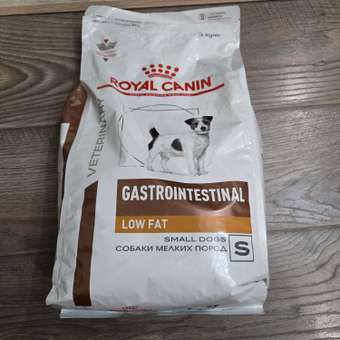 ROYAL CANIN
VETERINARY
GASTROINTESTINAL
LOW FAT
SMALL DOGS
СОБАКИ МЕЛКИХ ПОРОД
S